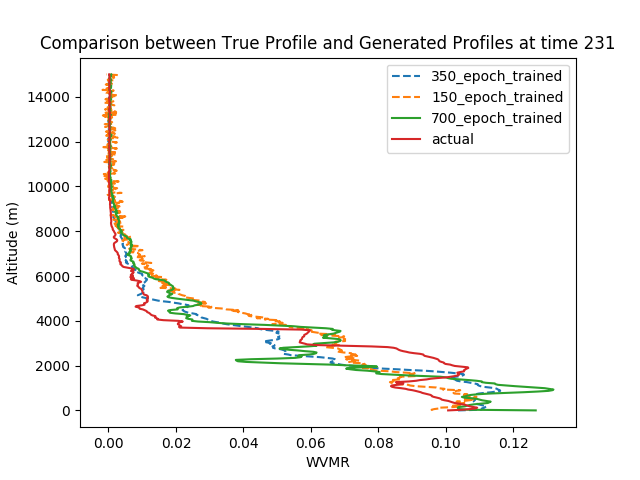 Comparison between True Profile and Generated Profiles at time 231
350_epoch_trained
150_epoch_trained
700_epoch_trained
actual
Altitude (m)
14000
12000
10000
8000
6000
4000
2000
0
0.00 0.02 0.04 0.06 0.08 0.10 0.12
WVMR